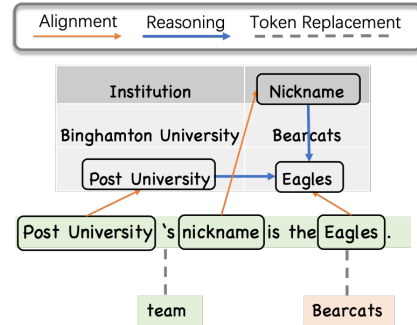 Alignment Reasoning Token Replacement
Institution Nickname
Binghamton University Bearcats
Post University Eagles
Post University 's nickname is the Eagles .
team Bearcats